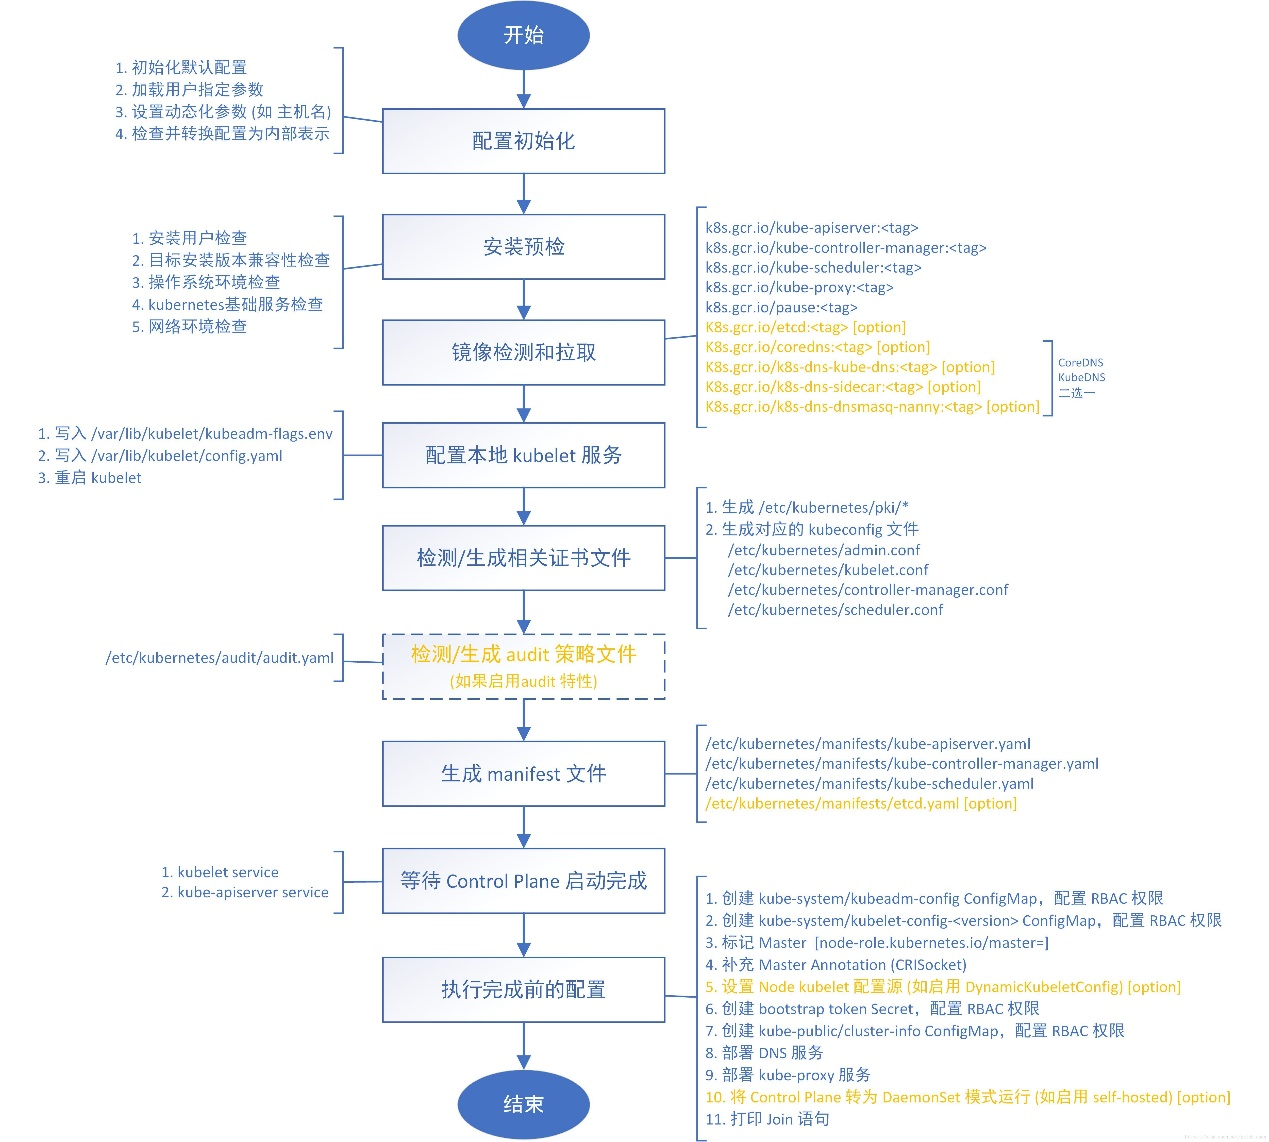 开始
1. 初始化默认配置
2. 加载用户指定参数
3. 设置动态化参数 (如 主机名)
4. 检查并转换配置为内部表示
配置初始化
1. 安装用户检查
2. 目标安装版本兼容性检查
3. 操作系统环境检查
4. kubernetes基础服务检查
5. 网络环境检查
安装预检
镜像检测和拉取
k8s.gcr.io/kube-apiserver:<tag>
k8s.gcr.io/kube-controller-manager:<tag>
k8s.gcr.io/kube-scheduler:<tag>
k8s.gcr.io/kube-proxy:<tag>
k8s.gcr.io/pause:<tag>
K8s.gcr.io/etcd:<tag> [option]
K8s.gcr.io/coredns:<tag> [option]
K8s.gcr.io/k8s-dns-kube-dns:<tag> [option]
K8s.gcr.io/k8s-dns-sidecar:<tag> [option]
K8s.gcr.io/k8s-dns-dnsmasq-nanny:<tag> [option]
CoreDNS
KubeDNS
二选一
1. 写入 /var/lib/kubelet/kubeadm-flags.env
2. 写入 /var/lib/kubelet/config.yaml
3. 重启 kubelet
配置本地 kubelet 服务
检测/生成相关证书文件
1. 生成 /etc/kubernetes/pki/*
2. 生成对应的 kubeconfig 文件
/etc/kubernetes/admin.conf
/etc/kubernetes/kubelet.conf
/etc/kubernetes/controller-manager.conf
/etc/kubernetes/scheduler.conf
/etc/kubernetes/audit/audit.yaml
检测/生成 audit 策略文件
(如果启用audit 特性)
生成 manifest 文件
/etc/kubernetes/manifests/kube-apiserver.yaml
/etc/kubernetes/manifests/kube-controller-manager.yaml
/etc/kubernetes/manifests/kube-scheduler.yaml
/etc/kubernetes/manifests/etcd.yaml [option]
1. kubelet service
2. kube-apiserver service
等待 Control Plane 启动完成
执行完成前的配置
1. 创建 kube-system/kubeadm-config ConfigMap，配置 RBAC 权限
2. 创建 kube-system/kubelet-config-<version> ConfigMap，配置 RBAC 权限
3. 标记 Master [node-role.kubernetes.io/master=]
4. 补充 Master Annotation (CRISocket)
5. 设置 Node kubelet 配置源 (如启用 DynamicKubeletConfig) [option]
6. 创建 bootstrap token Secret，配置 RBAC 权限
7. 创建 kube-public/cluster-info ConfigMap，配置 RBAC 权限
8. 部署 DNS 服务
9. 部署 kube-proxy 服务
10. 将 Control Plane 转为 DaemonSet 模式运行 (如启用 self-hosted) [option]
11. 打印 Join 语句
结束